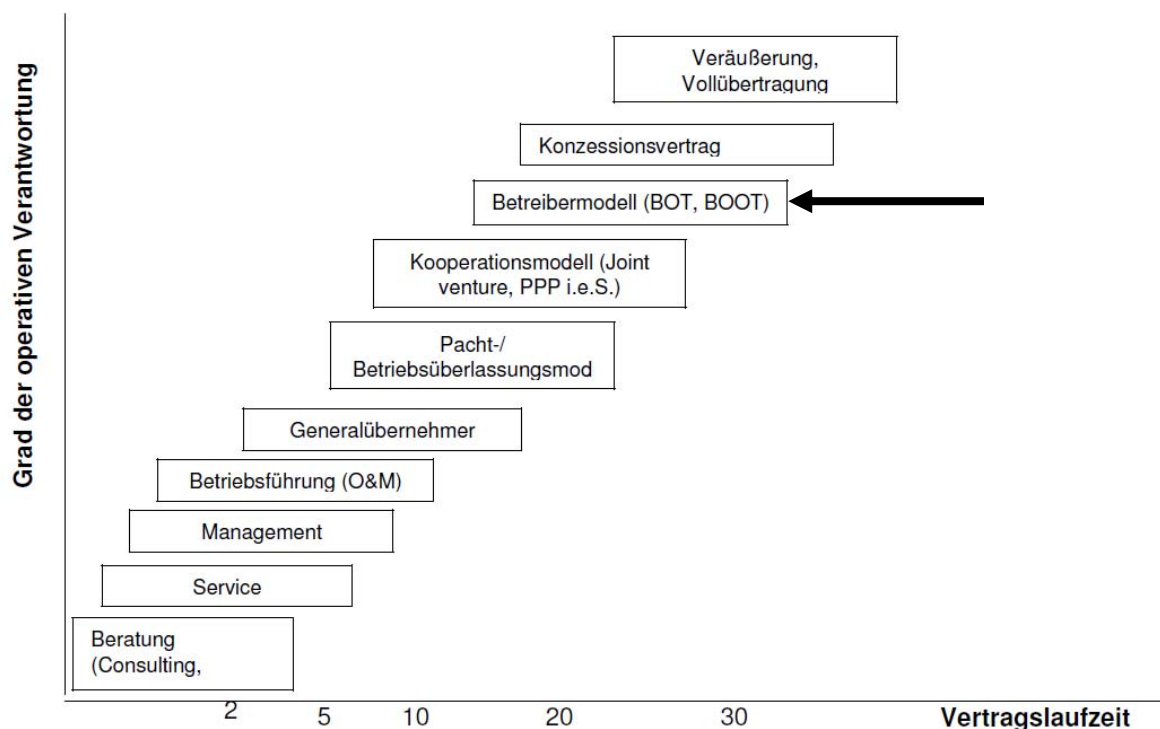 Grad der operativen Verantwortung
Veräußerung,
Vollübertragung
Konzessionsvertrag
Betreibermodell (BOT, BOOT)
Kooperationsmodell (Joint
venture, PPP i.e.S.)
Pacht-/
Betriebsüberlassungsmod
Generalübernehmer
Betriebsführung (O&M)
Management
Service
Beratung
(Consulting,
2 5 10 20 30 Vertragslaufzeit